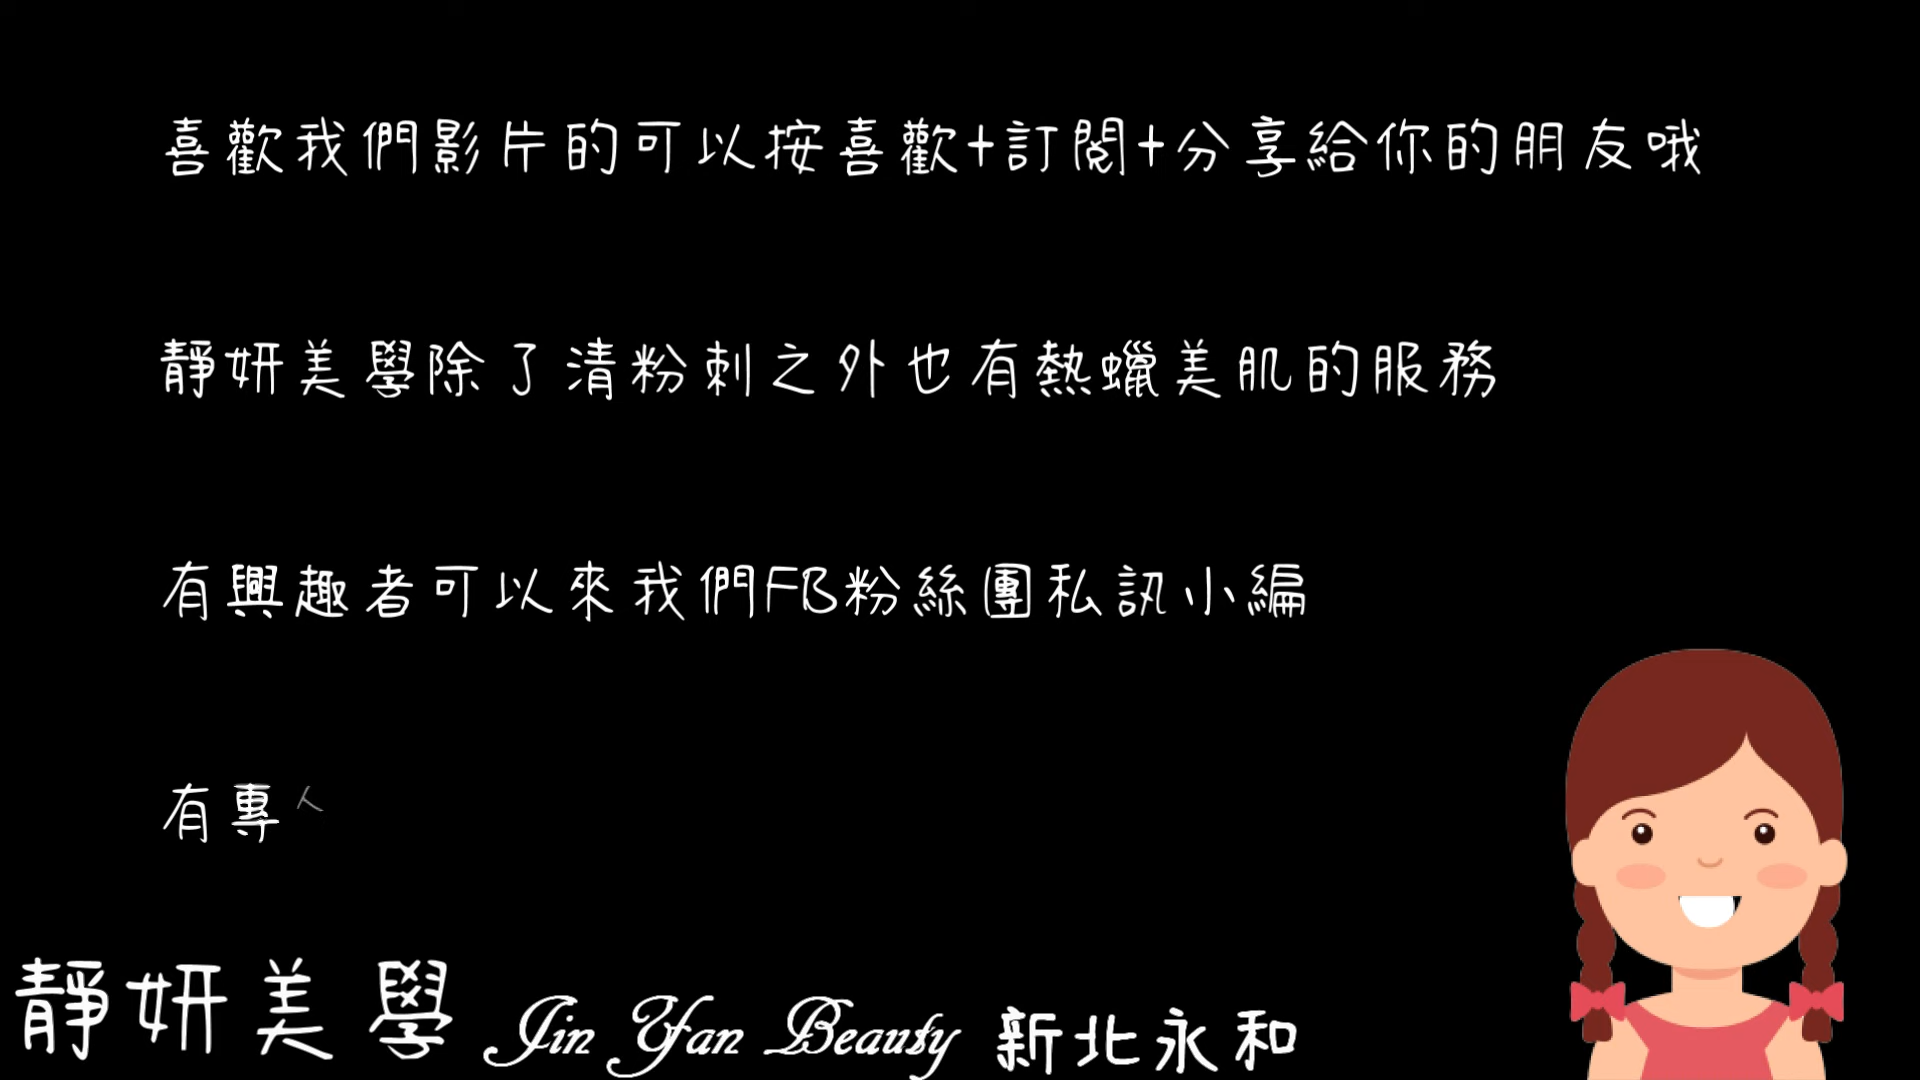 喜歡我們影片的可以按喜歡+訂閱+分享給你的朋友哦
靜妍美學除了清粉刺之外也有熱蠟美肌的服務
有興趣者可以來我們FB粉絲團私訊小編
有專人
靜妍美學 Jin Yan Beauty 新北永和